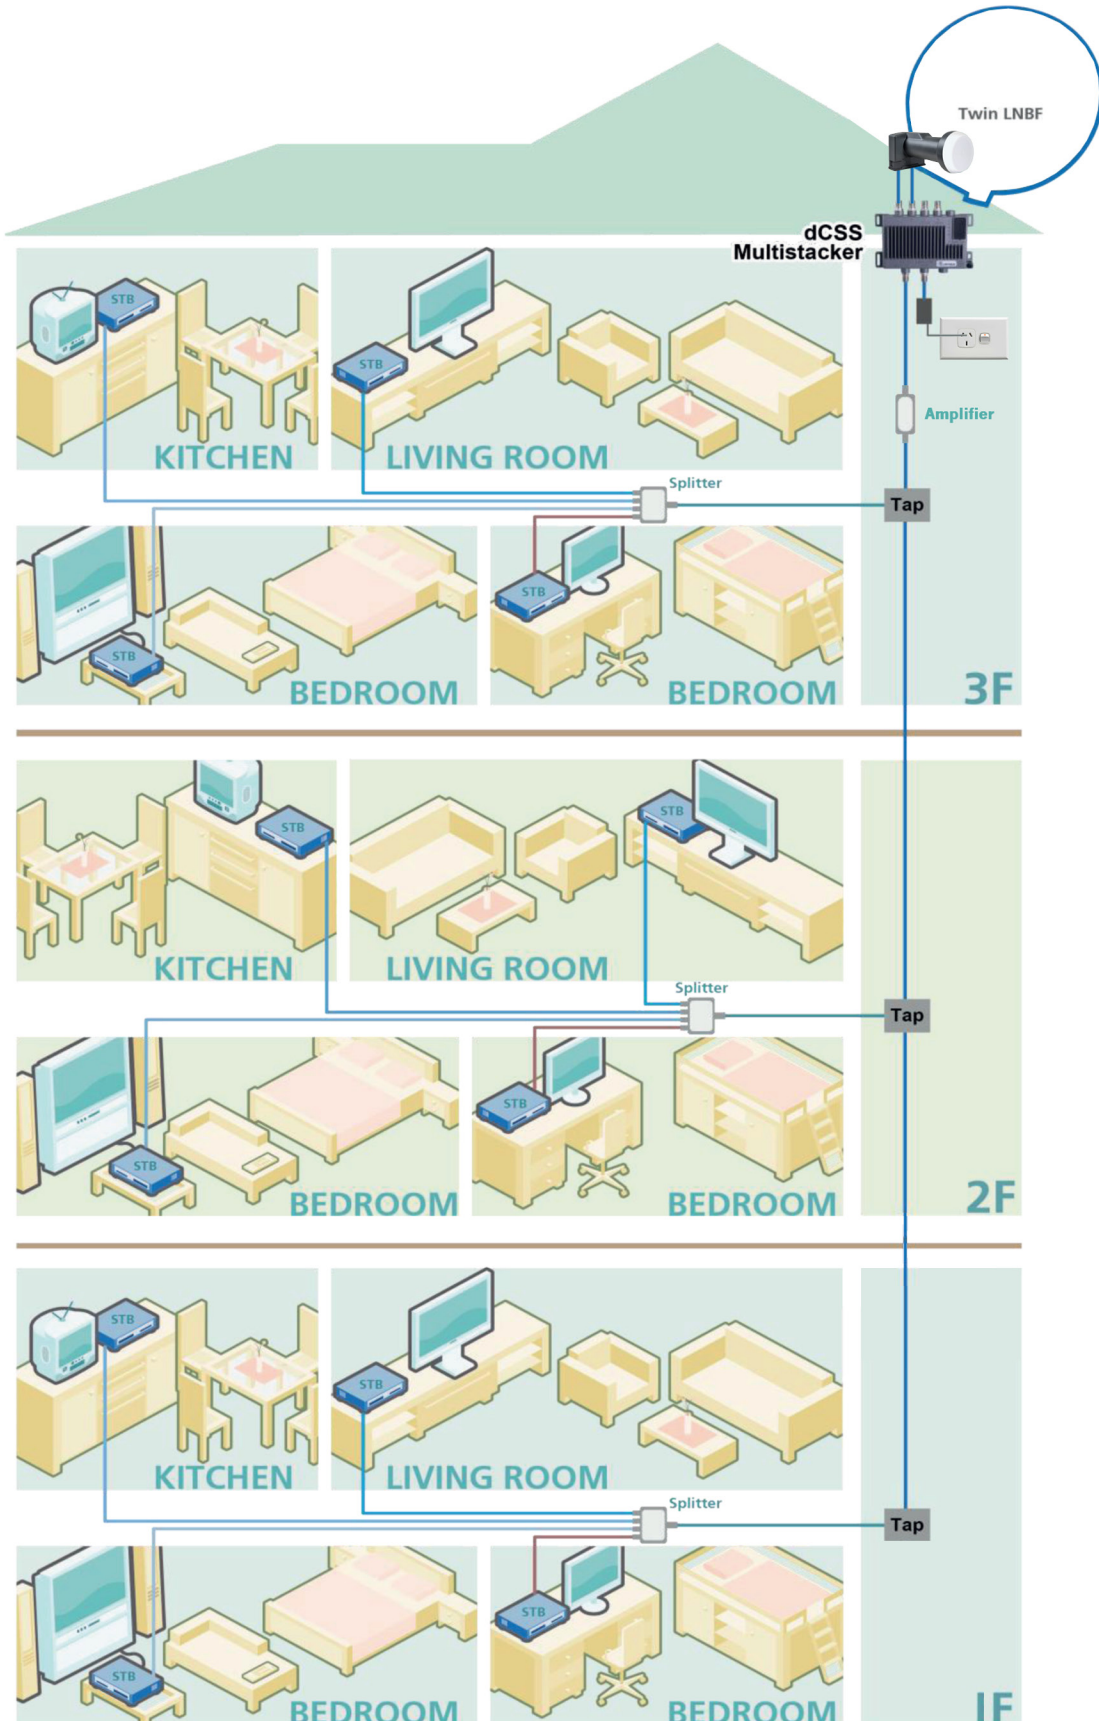 Twin LNBF
dCSS
Multistacker
STB
STB
Amplifier
KITCHEN
LIVING ROOM
Splitter
Tap
STB
STB
BEDROOM
BEDROOM
3F
STB
STB
KITCHEN
LIVING ROOM
Splitter
Tap
STB
STB
BEDROOM
BEDROOM
2F
STB
STB
KITCHEN
LIVING ROOM
Splitter
Tap
STB
STB
BEDROOM
BEDROOM
1F